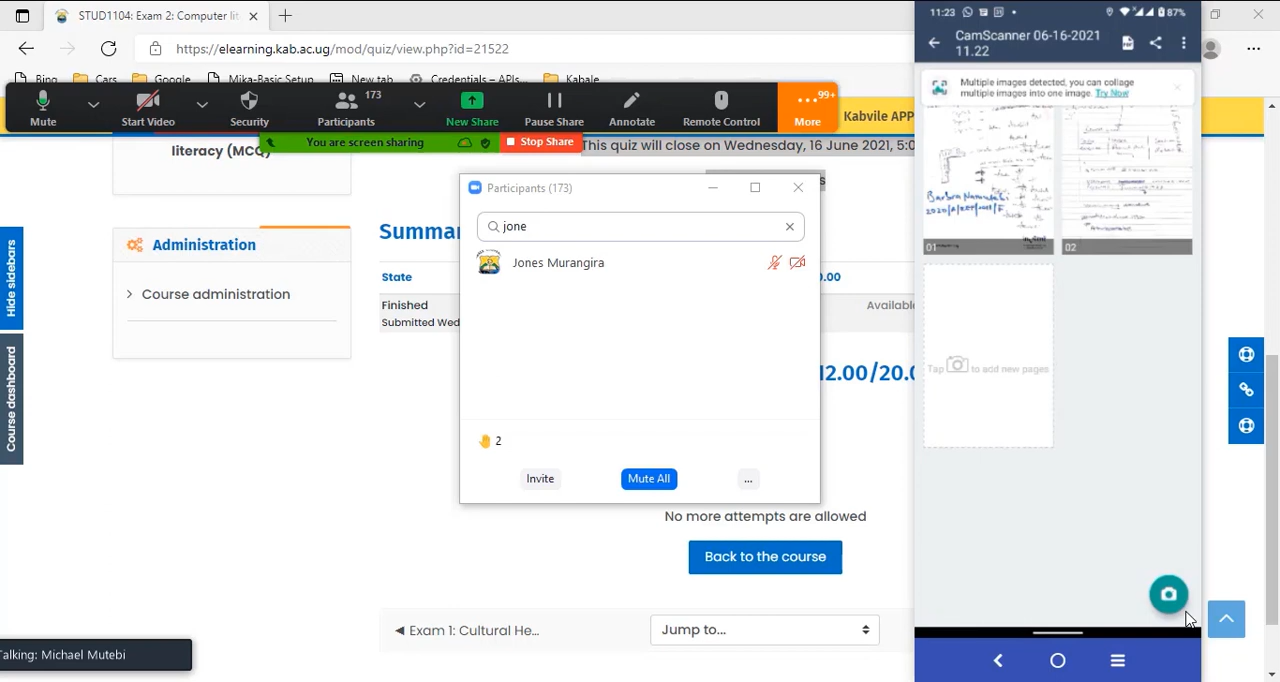 STUD1104: Exam 2: Computer lit
https://elearning.kab.ac.ug/mod/quiz/view.php?id=21522
Bing
Cars
Google
Mika-Basic Setup
New tab
Credentials – APIs...
Kabale
Mute
Start Video
Security
173
Participants
New Share
Pause Share
Annotate
Remote Control
99+
More
Kabvile APP
You are screen sharing
Stop Share
literacy (MCQ)
This quiz will close on Wednesday, 16 June 2021, 5:0
Participants (173)
jone
Jones Murangira
2
Invite
Mute All
...
Hide sidebars
Course dashboard
Administration
Course administration
Summar
State
Finished
Submitted Wed
0.00
Available
12.00/20.0
No more attempts are allowed
Back to the course
◄ Exam 1: Cultural He...
Jump to...
Talking: Michael Mutebi
11:23
87%
CamScanner 06-16-2021
11.22
Multiple images detected, you can collage
multiple images into one image. Try Now
01
02
Tap to add new pages